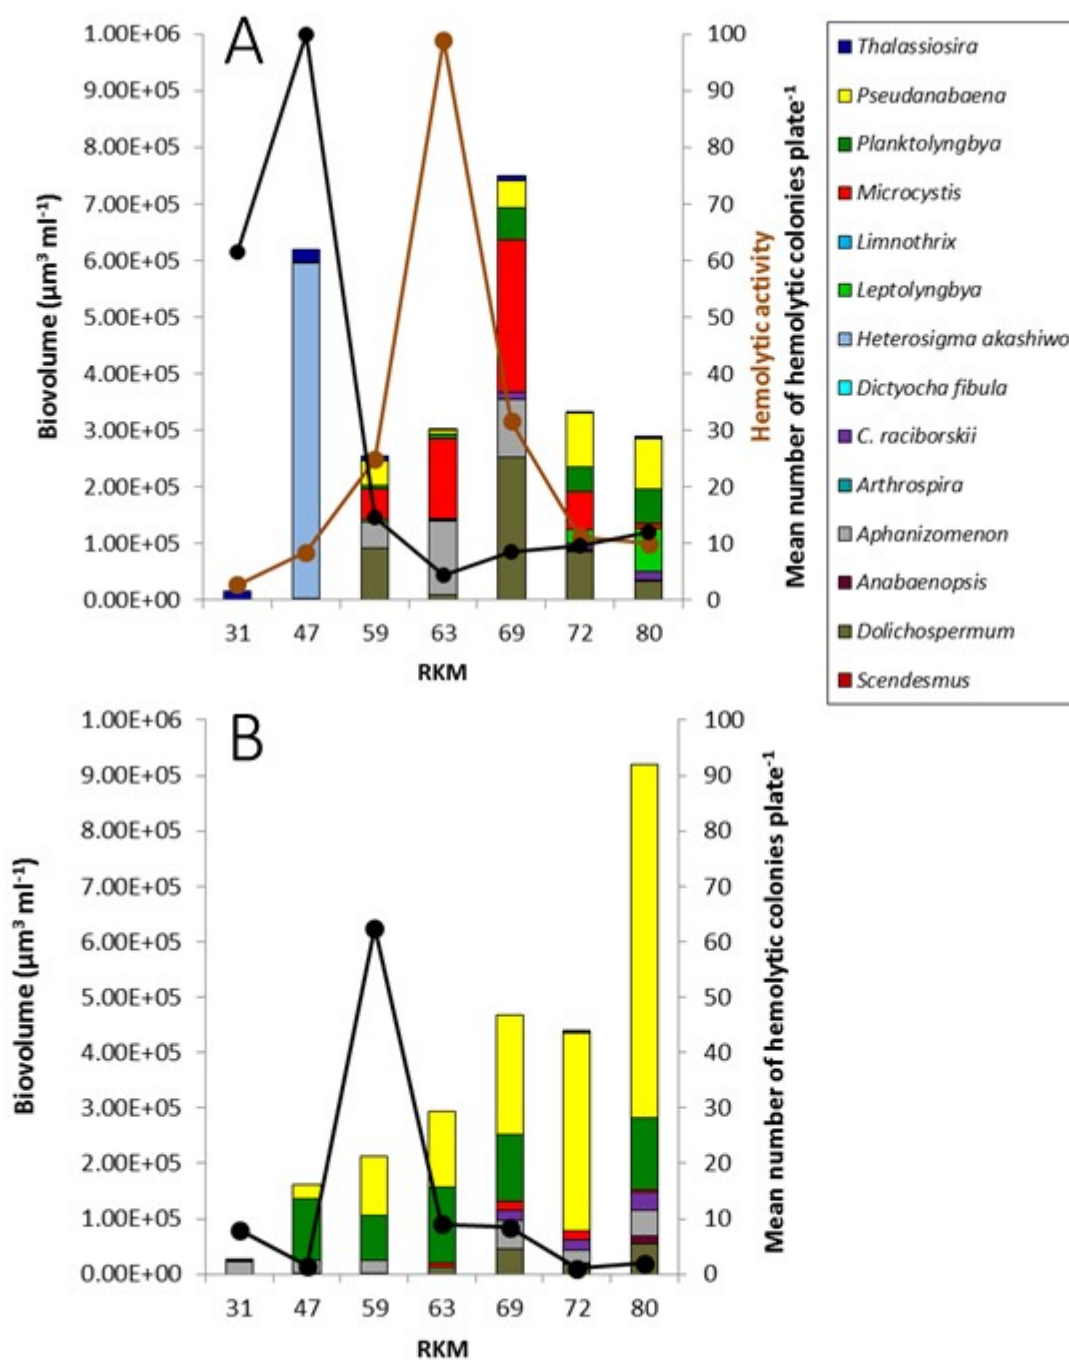 A
1.00E+06
9.00E+05
8.00E+05
7.00E+05
6.00E+05
5.00E+05
4.00E+05
3.00E+05
2.00E+05
1.00E+05
0.00E+00
Biovolume (µm³ ml⁻¹)
31 47 59 63 69 72 80
RKM
100
90
80
70
60
50
40
30
20
10
0
Hemolytic activity
Mean number of hemolytic colonies plate⁻¹
Thalassiosira
Pseudanabaena
Planktolyngbya
Microcystis
Limnothrix
Leptolyngbya
Heterosigma akashiwo
Dictyocha fibula
C. raciborskii
Arthrospira
Aphanizomenon
Anabaenopsis
Dolichospermum
Scendesmus
B
1.00E+06
9.00E+05
8.00E+05
7.00E+05
6.00E+05
5.00E+05
4.00E+05
3.00E+05
2.00E+05
1.00E+05
0.00E+00
Biovolume (µm³ ml⁻¹)
31 47 59 63 69 72 80
RKM
100
90
80
70
60
50
40
30
20
10
0
Mean number of hemolytic colonies plate⁻¹